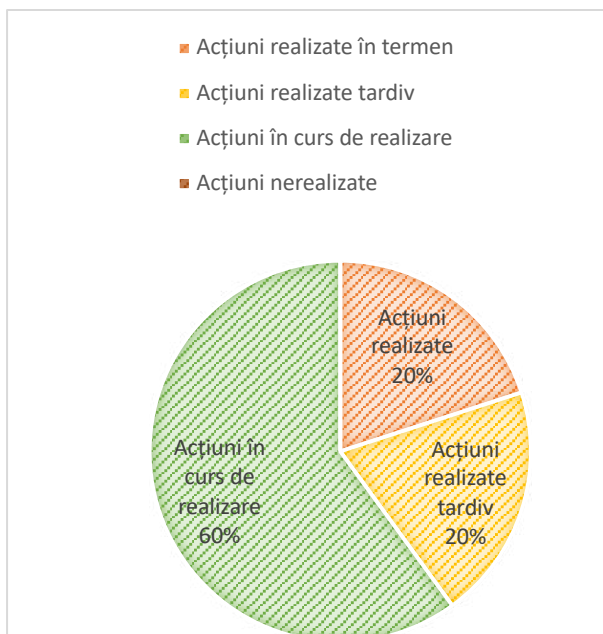 Acțiuni realizate în termen
Acțiuni realizate tardiv
Acțiuni în curs de realizare
Acțiuni nerealizate
Acțiuni
realizate
20%
Acțiuni
realizate
tardiv
20%
Acțiuni în
curs de
realizare
60%